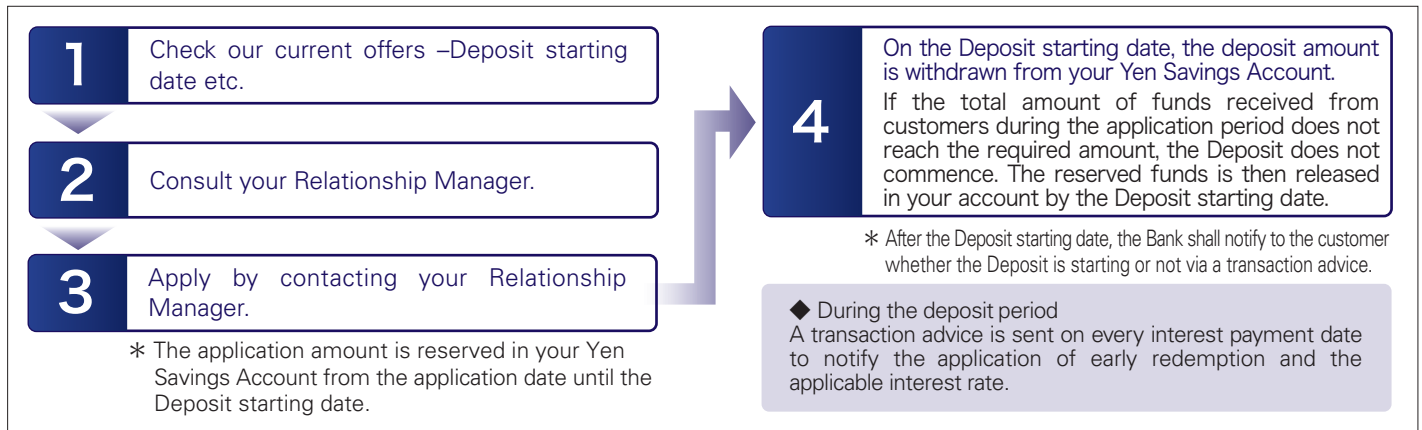 1
Check our current offers –Deposit starting
date etc.
2
Consult your Relationship Manager.
3
Apply by contacting your Relationship
Manager.
＊ The application amount is reserved in your Yen
Savings Account from the application date until the
Deposit starting date.
4
On the Deposit starting date, the deposit amount
is withdrawn from your Yen Savings Account.
If the total amount of funds received from
customers during the application period does not
reach the required amount, the Deposit does not
commence. The reserved funds is then released
in your account by the Deposit starting date.
＊ After the Deposit starting date, the Bank shall notify to the customer
whether the Deposit is starting or not via a transaction advice.
◆ During the deposit period
A transaction advice is sent on every interest payment date
to notify the application of early redemption and the
applicable interest rate.